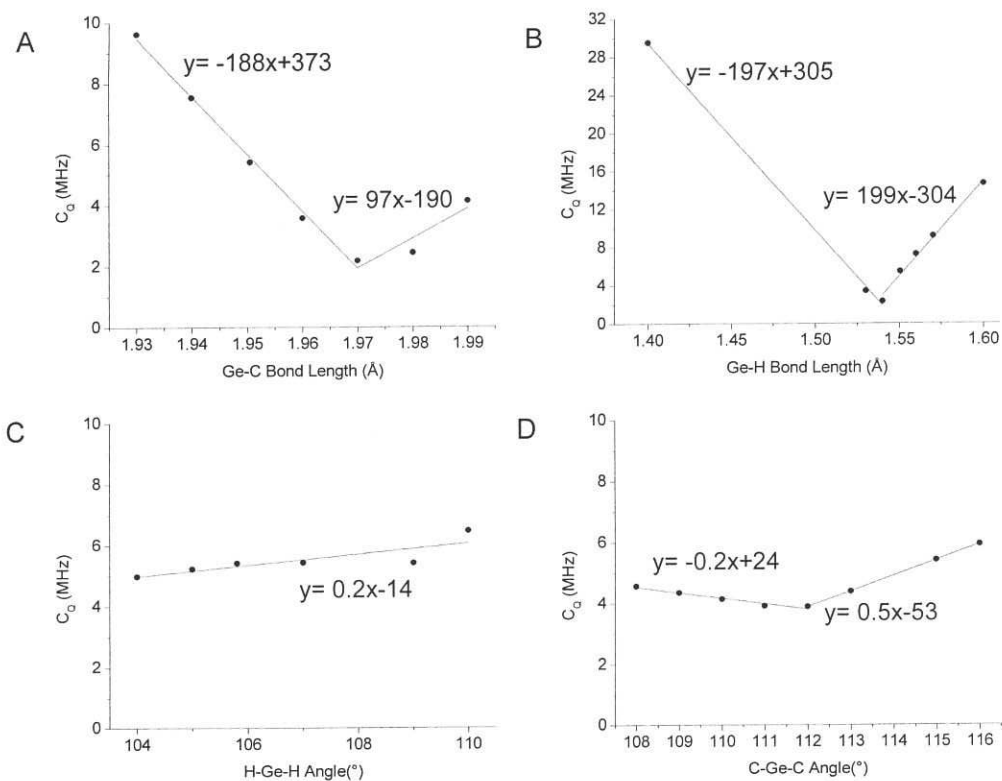 A
10
8
6
4
2
0
C_Q (MHz)
y= -188x+373
y= 97x-190
1.93 1.94 1.95 1.96 1.97 1.98 1.99
Ge-C Bond Length (Å)
B
32
28
24
20
16
12
8
4
0
C_Q (MHz)
y= -197x+305
y= 199x-304
1.40 1.45 1.50 1.55 1.60
Ge-H Bond Length (Å)
C
10
8
6
4
2
0
C_Q (MHz)
y= 0.2x-14
104 106 108 110
H-Ge-H Angle(°)
D
10
8
6
4
2
0
C_Q (MHz)
y= -0.2x+24
y= 0.5x-53
108 109 110 111 112 113 114 115 116
C-Ge-C Angle(°)